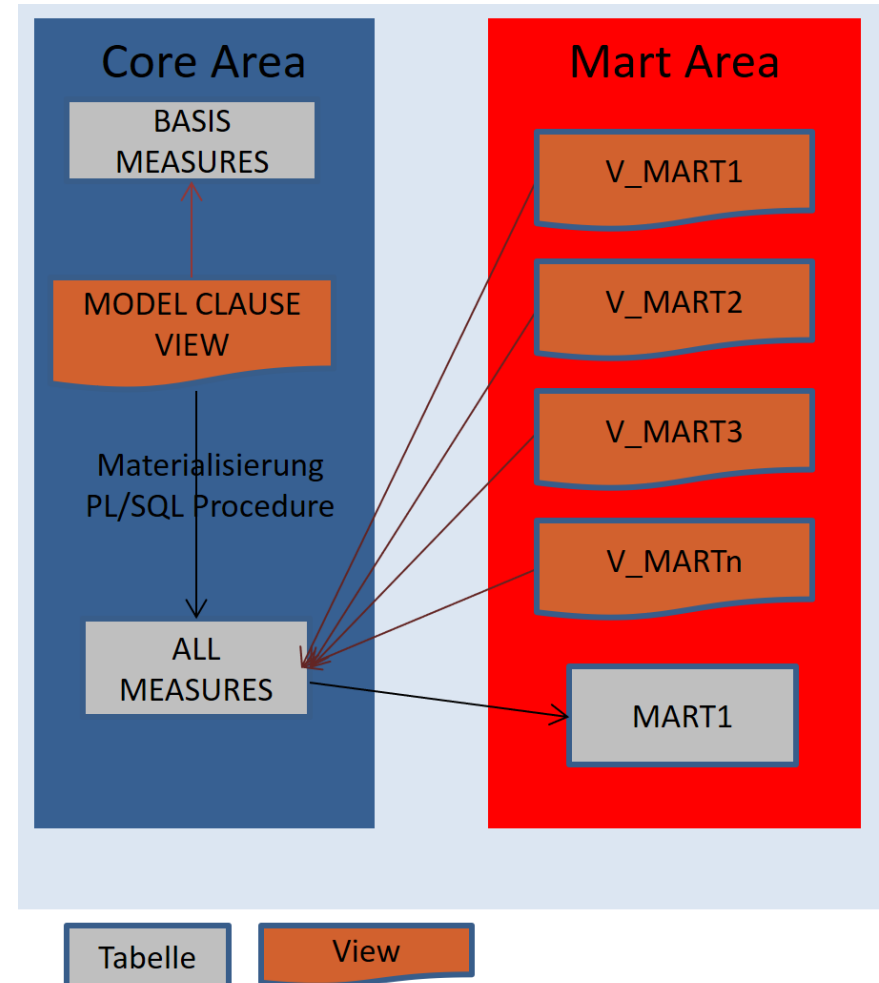 Core Area
BASIS
MEASURES
MODEL CLAUSE
VIEW
Materialisierung
PL/SQL Procedure
ALL
MEASURES
Mart Area
V_MART1
V_MART2
V_MART3
V_MARTn
MART1
Tabelle
View